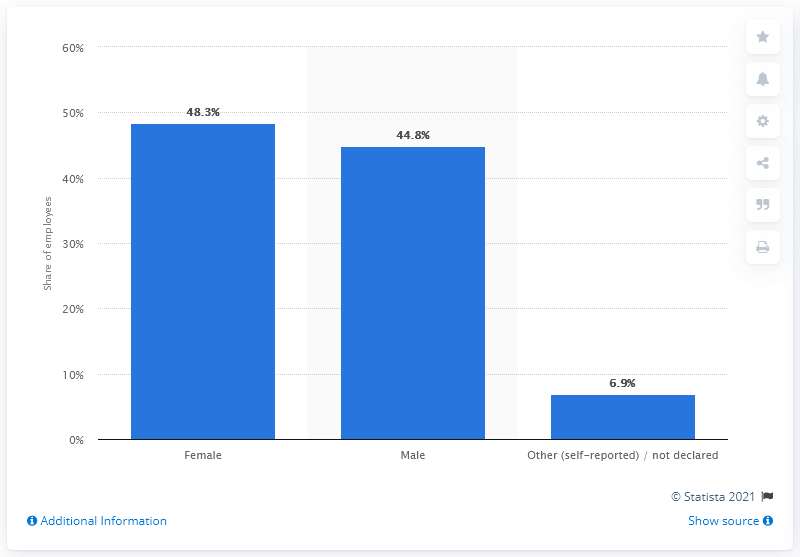 60%
50%
40%
30%
20%
10%
0%
Share of employees
48.3%
44.8%
6.9%
Female
Male
Other (self-reported) / not declared
© Statista 2021
Additional Information
Show source